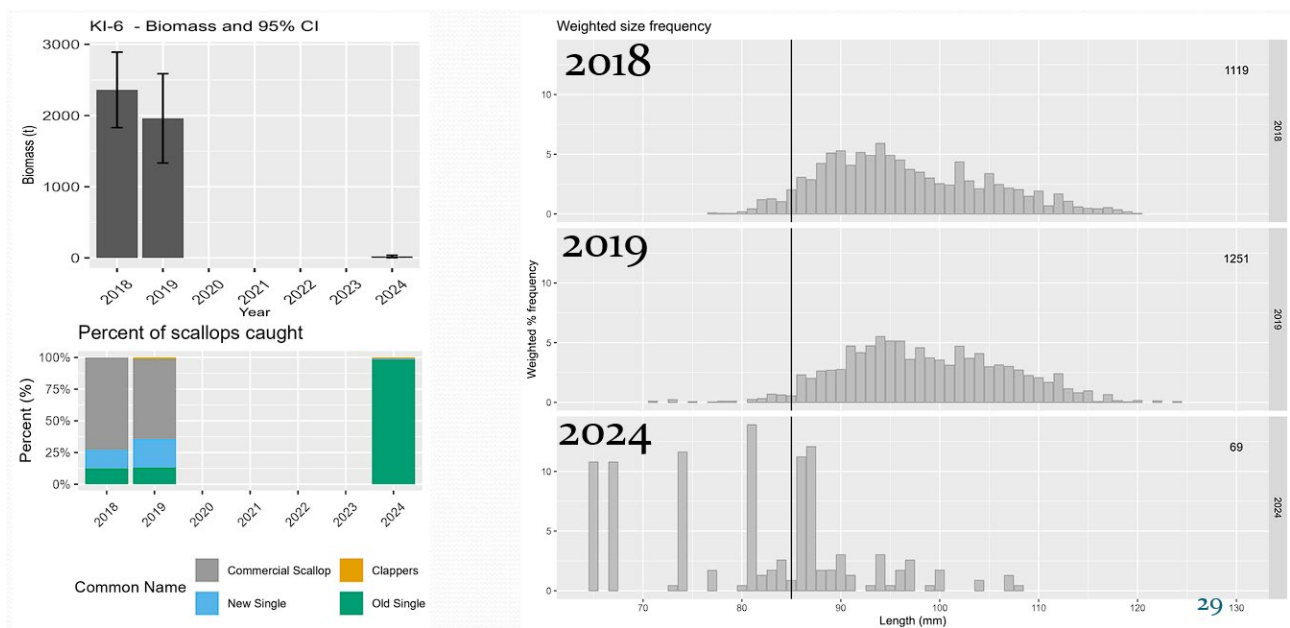 KI-6 - Biomass and 95% CI
3000
2000
1000
0
Biomass (t)
2018 2019 2020 2021 2022 2023 2024
Year
Percent of scallops caught
100%
75%
50%
25%
0%
Percent (%)
2018 2019 2020 2021 2022 2023 2024
Common Name
Commercial Scallop
Clappers
New Single
Old Single
Weighted size frequency
2018
1119
10
5
0
2018
2019
1251
10
5
0
2019
Weighted % frequency
2024
69
10
5
0
2024
70 80 90 100 110 120 130
Length (mm)
29